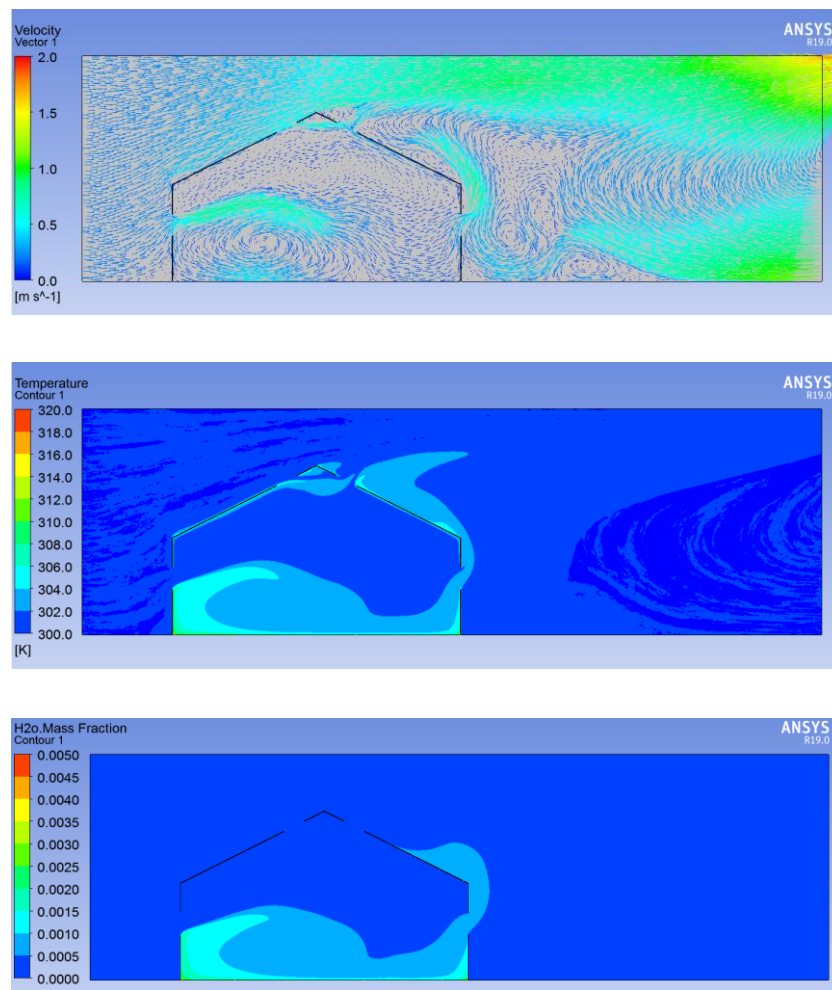 Velocity
Vector 1
ANSYS
R19.0
2.0
1.5
1.0
0.5
0.0
[m s^-1]
Temperature
Contour 1
ANSYS
R19.0
320.0
318.0
316.0
314.0
312.0
310.0
308.0
306.0
304.0
302.0
300.0
[K]
H2o.Mass Fraction
Contour 1
ANSYS
R19.0
0.0050
0.0045
0.0040
0.0035
0.0030
0.0025
0.0020
0.0015
0.0010
0.0005
0.0000